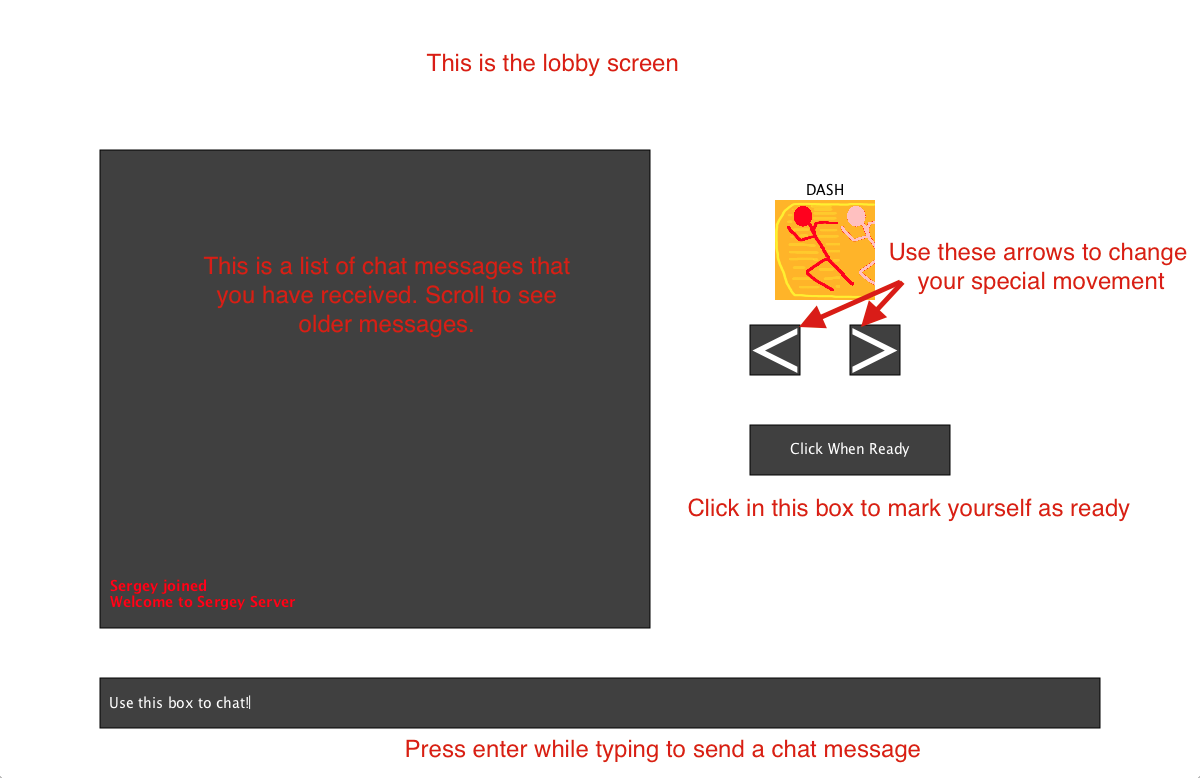 This is the lobby screen
DASH
This is a list of chat messages that
you have received. Scroll to see
older messages.
Use these arrows to change
your special movement
< >
Click When Ready
Click in this box to mark yourself as ready
Sergey joined
Welcome to Sergey Server
Use this box to chat!
Press enter while typing to send a chat message